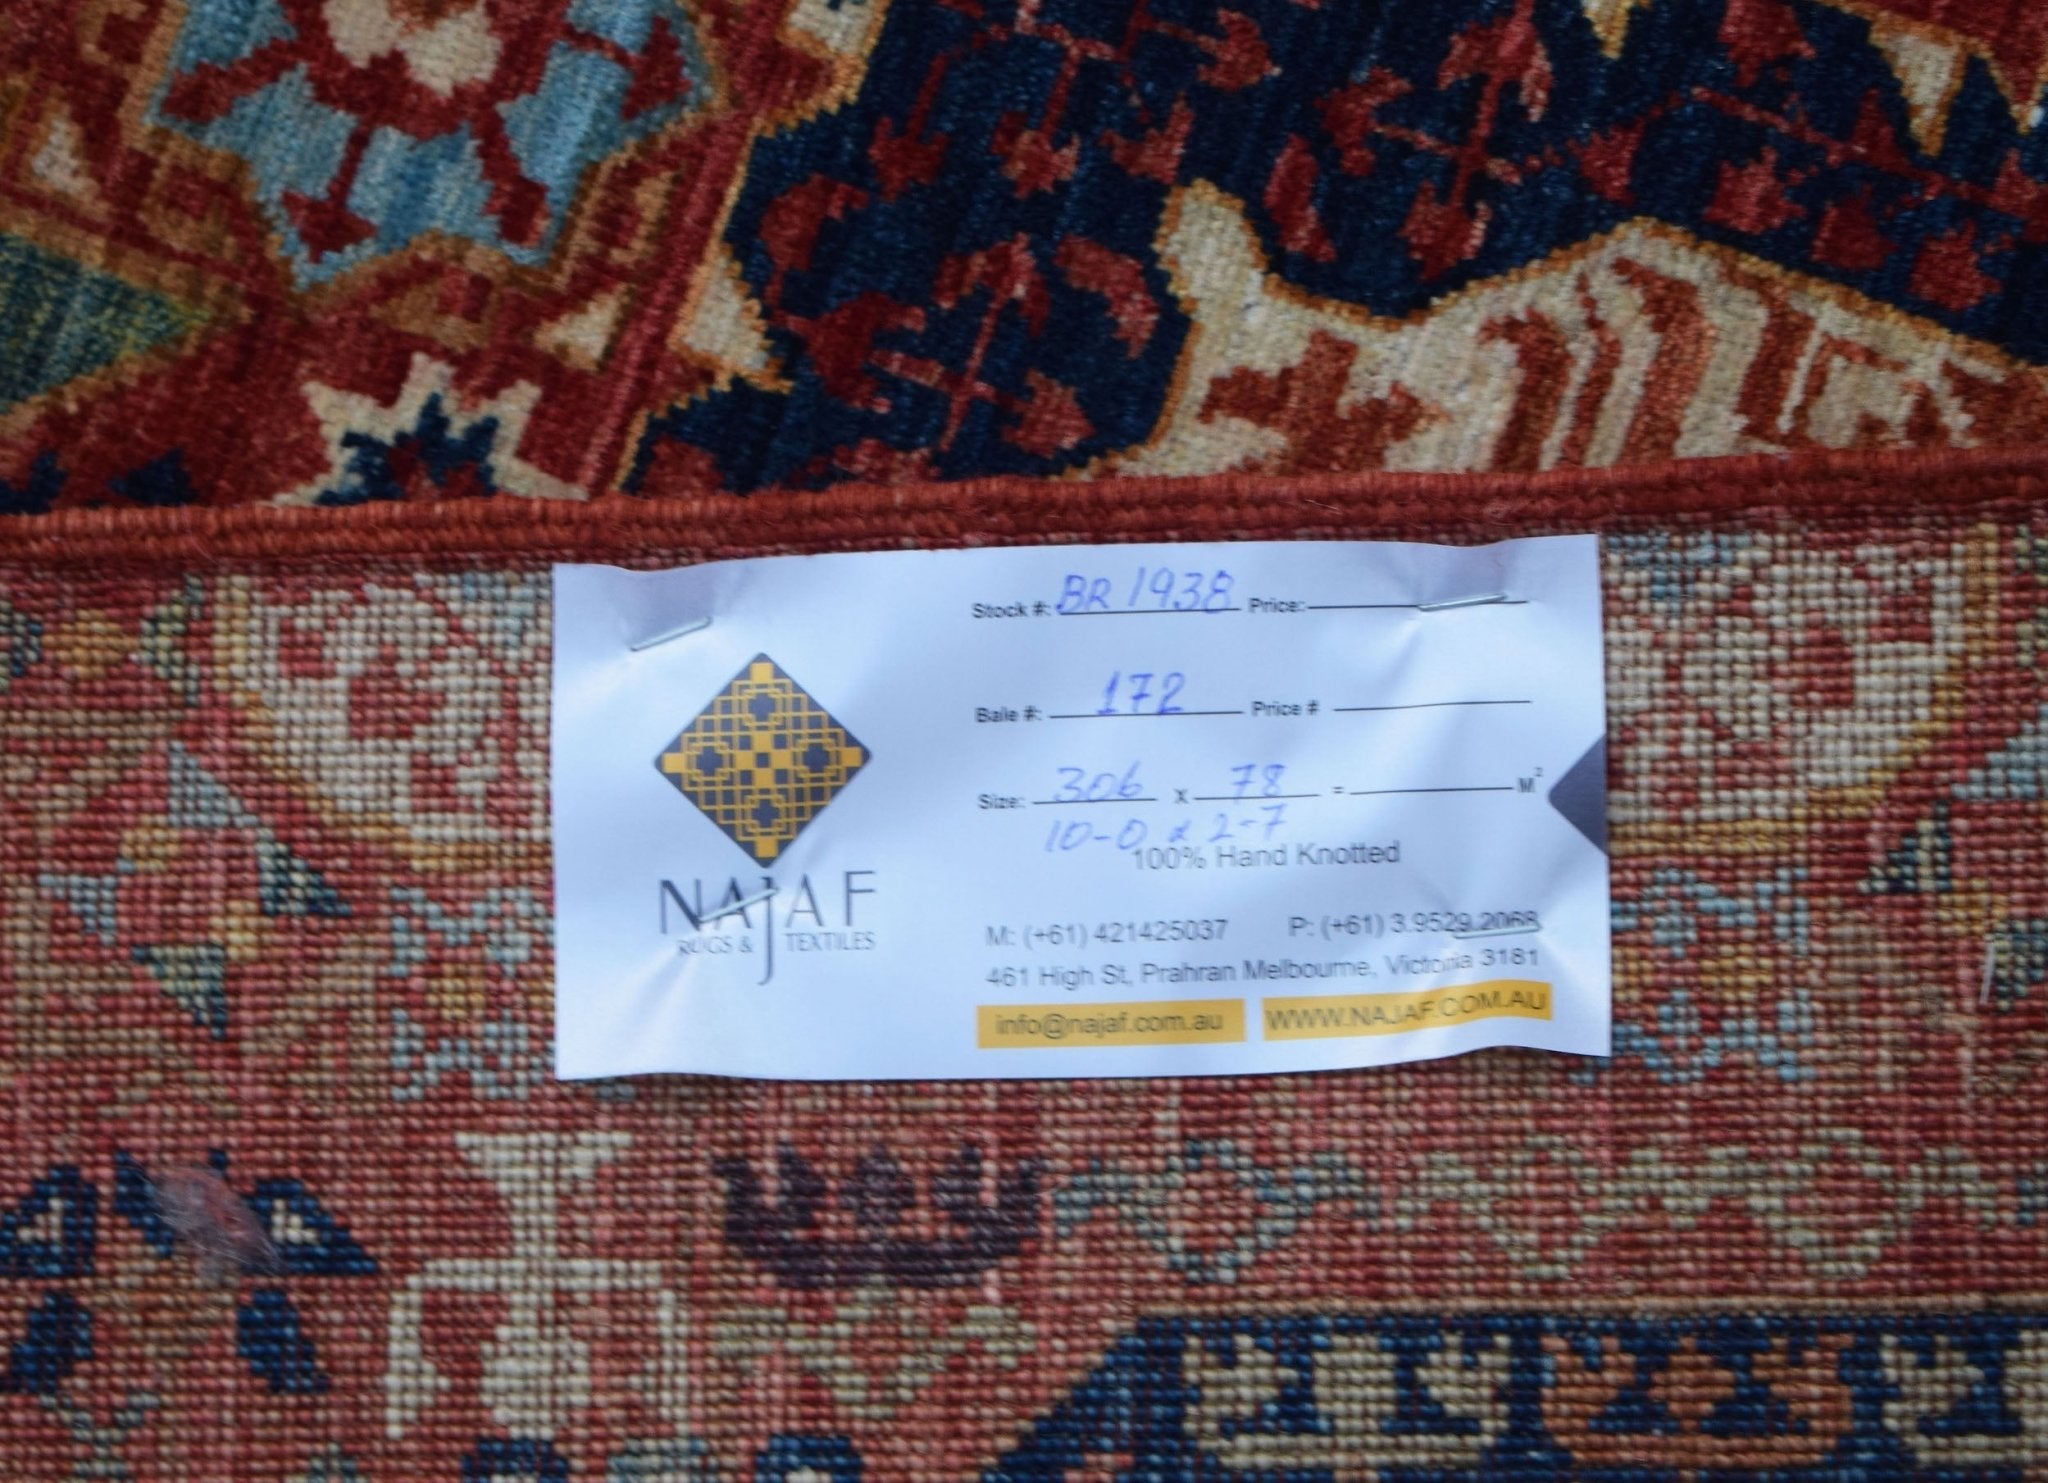 Stock #: BR 1938 Price:
Bale #: 172 Price #
Size: 306 x 78 = M²
10-0 x 2-7
100% Hand Knotted
NAJAF
RUGS & TEXTILES
M: (+61) 421425037 P: (+61) 3.9529.2068
461 High St, Prahran Melbourne, Victoria 3181
info@najaf.com.au WWW.NAJAF.COM.AU